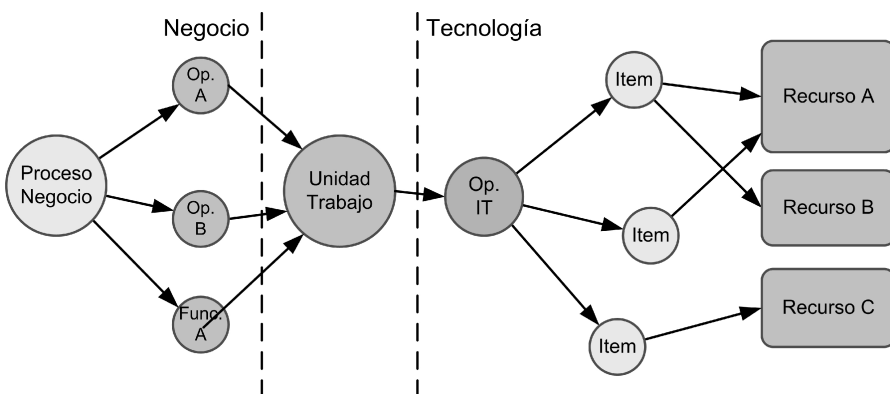 Negocio
Tecnología
Op.
A
Proceso
Negocio
Op.
B
Func.
A
Unidad
Trabajo
Op.
IT
Item
Item
Item
Recurso A
Recurso B
Recurso C